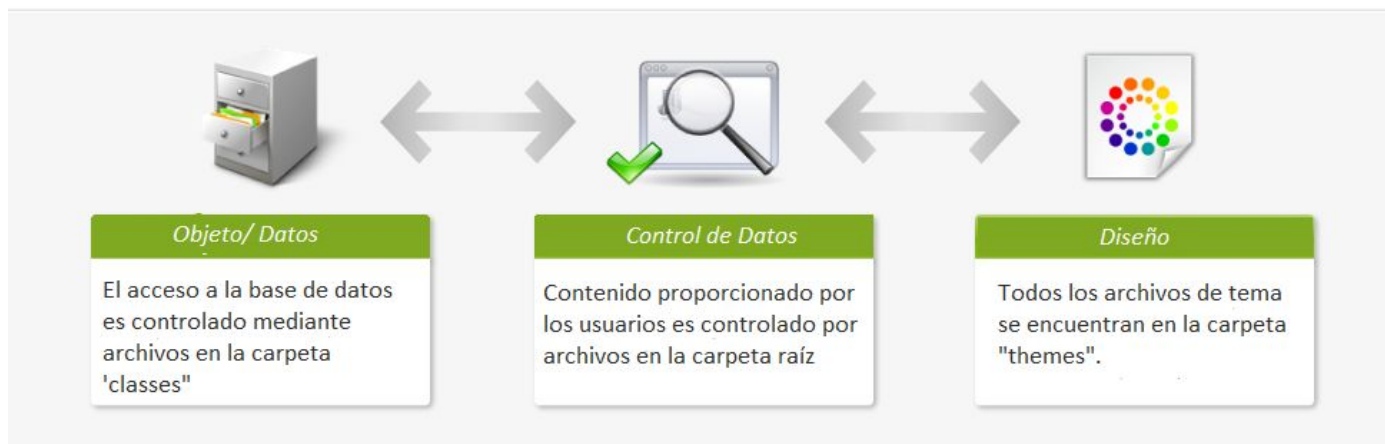 Objeto/ Datos
El acceso a la base de datos
es controlado mediante
archivos en la carpeta
'classes"
Control de Datos
Contenido proporcionado por
los usuarios es controlado por
archivos en la carpeta raíz
Diseño
Todos los archivos de tema
se encuentran en la carpeta
"themes".